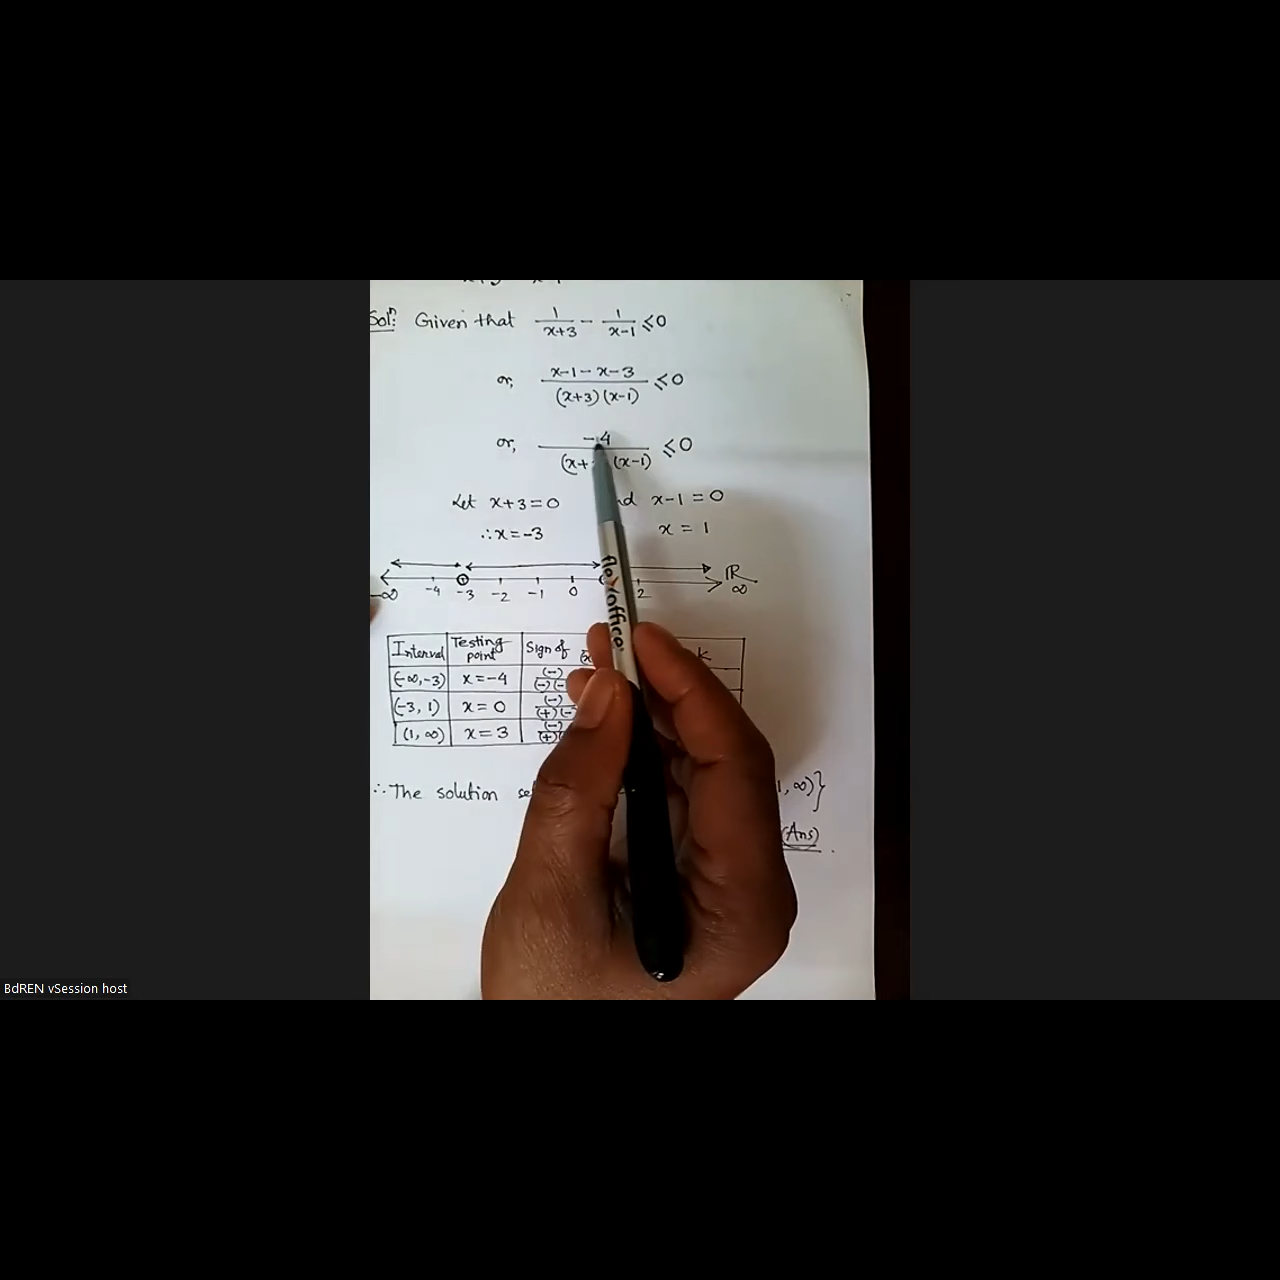 Solⁿ: Given that 1/(x+3) - 1/(x-1) ⩽ 0
or, (x-1-x-3)/((x+3)(x-1)) ⩽ 0
or, -4/((x+ (x-1) ⩽ 0
Let x+3=0 x-1=0
∴ x=-3 x = 1
IR
-∞ -4 -3 -2 -1 0 2 ∞
Interval Testing point Sign of
(-∞,-3) x=-4 (-)/(-)(-
(-3, 1) x=0 (-)/(+)(-)
(1, ∞) x=3 (-)/(+)
∴ The solution , ∞)}
(Ans)
flexoffice
BdREN vSession host